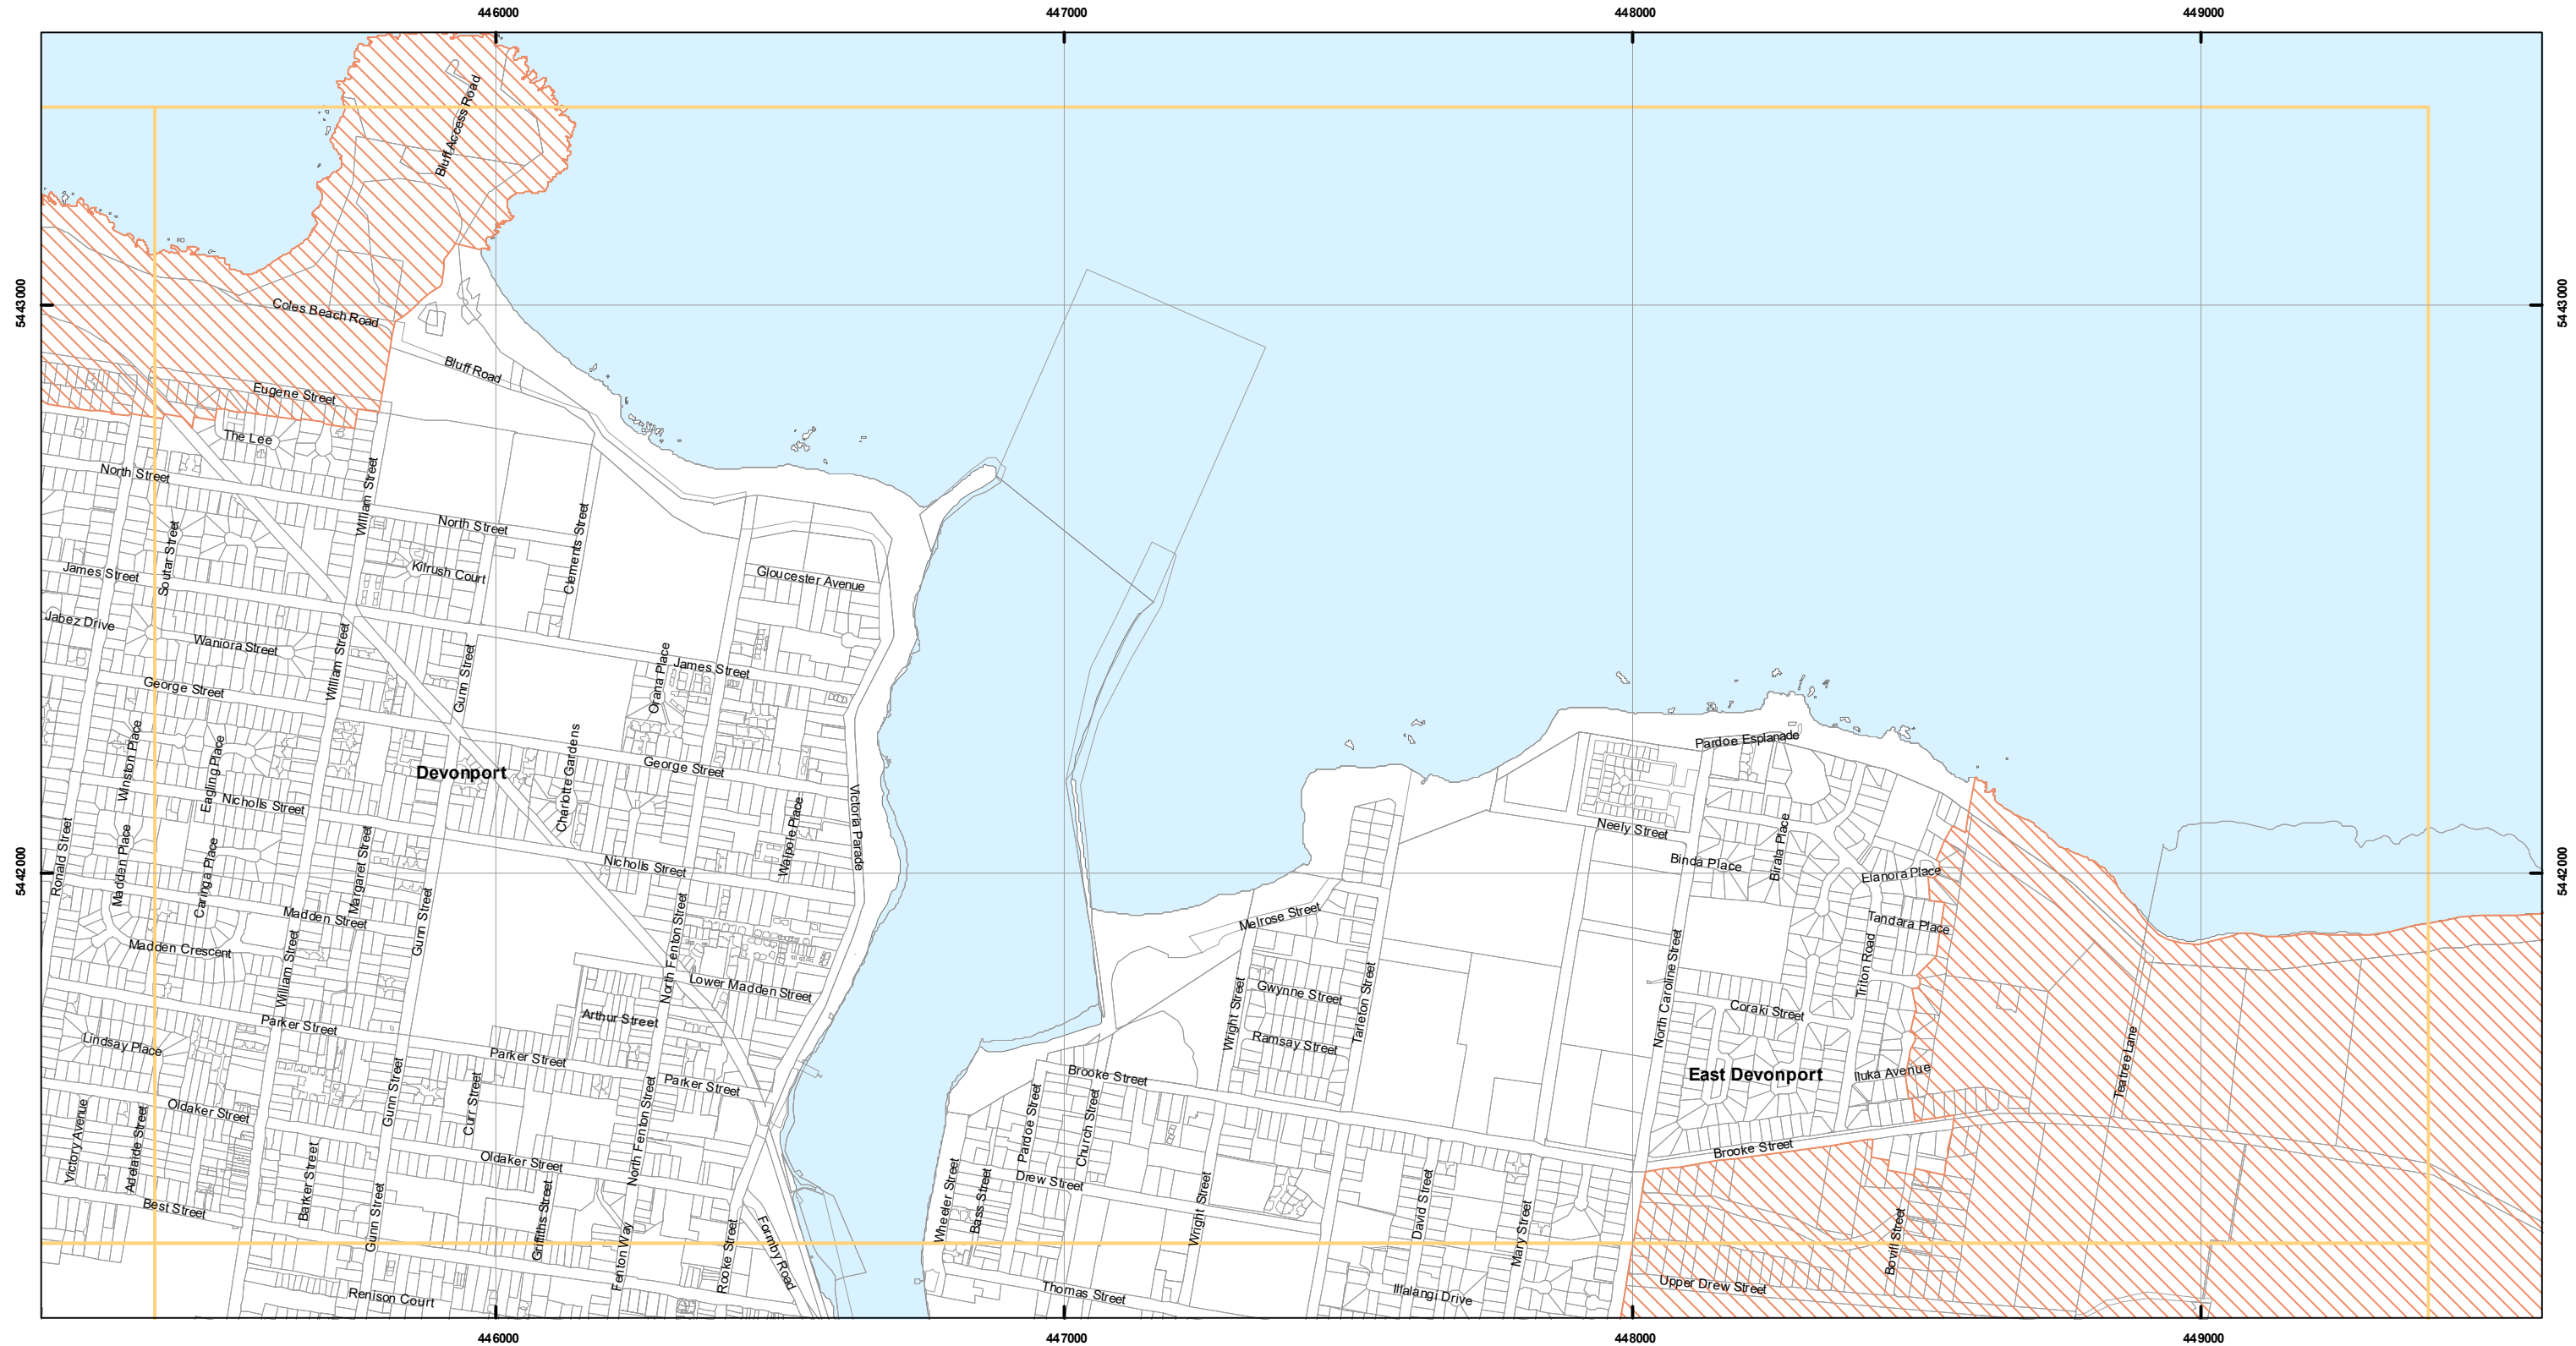 446000
447000
448000
449000
Bluff Access Road
5443000
5443000
Coles Beach Road
Bluff Road
Eugene Street
The Lee
North Street
William Street
North Street
Clements Street
Soutar Street
James Street
Kilrush Court
Gloucester Avenue
Jabez Drive
Waniora Street
William Street
Gunn Street
Orana Place
James Street
George Street
Winston Place
Eagling Place
Devonport
Charlotte Gardens
George Street
Pardoe Esplanade
Nicholls Street
Victoria Parade
Walpole Place
Neely Street
Ronald Street
Madden Place
Caringa Place
Margaret Street
Nicholls Street
Binda Place
Birala Place
Elanora Place
5442000
5442000
Madden Street
Gunn Street
Melrose Street
Tandara Place
Madden Crescent
William Street
North Fenton Street
Lower Madden Street
Gwynne Street
Wright Street
Tarleton Street
North Caroline Street
Triton Road
Coraki Street
Parker Street
Arthur Street
Ramsay Street
Lindsay Place
Parker Street
Parker Street
Brooke Street
East Devonport
Iluka Avenue
Teatree Lane
Oldaker Street
Gunn Street
Curr Street
North Fenton Street
Pardoe Street
Church Street
Victory Avenue
Adelaide Street
Barker Street
Oldaker Street
Brooke Street
Drew Street
Best Street
Gunn Street
Griffiths Street
Fenton Way
Rooke Street
Formby Road
Wheeler Street
Bass Street
Wright Street
David Street
Mary Street
Bovill Street
Renison Court
Thomas Street
Illalangi Drive
Upper Drew Street
446000
447000
448000
449000